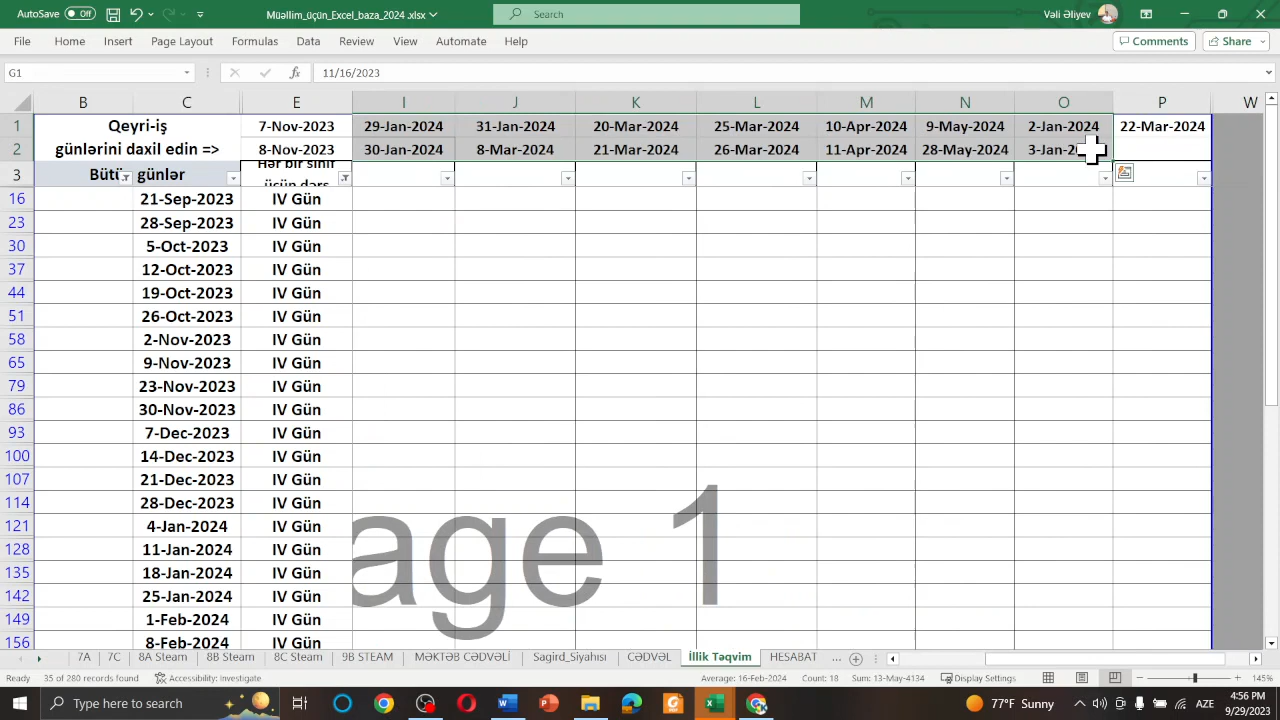 AutoSave Off Müəllim_üçün_Excel_baza_2024 .xlsx Search Vəli Əliyev
File Home Insert Page Layout Formulas Data Review View Automate Help Comments Share
G1 fx 11/16/2023
B C E I J K L M N O P W
1 Qeyri-iş 7-Nov-2023 29-Jan-2024 31-Jan-2024 20-Mar-2024 25-Mar-2024 10-Apr-2024 9-May-2024 2-Jan-2024 22-Mar-2024
2 günlərini daxil edin => 8-Nov-2023 30-Jan-2024 8-Mar-2024 21-Mar-2024 26-Mar-2024 11-Apr-2024 28-May-2024 3-Jan-2
3 Bütü günlər Hər bir sinif
üçün dərs
16 21-Sep-2023 IV Gün
23 28-Sep-2023 IV Gün
30 5-Oct-2023 IV Gün
37 12-Oct-2023 IV Gün
44 19-Oct-2023 IV Gün
51 26-Oct-2023 IV Gün
58 2-Nov-2023 IV Gün
65 9-Nov-2023 IV Gün
79 23-Nov-2023 IV Gün
86 30-Nov-2023 IV Gün
93 7-Dec-2023 IV Gün
100 14-Dec-2023 IV Gün
107 21-Dec-2023 IV Gün
114 28-Dec-2023 IV Gün
121 4-Jan-2024 IV Gün
128 11-Jan-2024 IV Gün
135 18-Jan-2024 IV Gün
142 25-Jan-2024 IV Gün
149 1-Feb-2024 IV Gün
156 8-Feb-2024 IV Gün
age 1
7A 7C 8A Steam 8B Steam 8C Steam 9B STEAM MƏKTƏB CƏDVƏLİ Sagird_Siyahısı CƏDVƏL İllik Təqvim HESABAT ...
Ready 35 of 280 records found Accessibility: Investigate Average: 16-Feb-2024 Count: 18 Sum: 13-May-4134 Display Settings 145%
Type here to search 77°F Sunny AZE 4:56 PM
9/29/2023